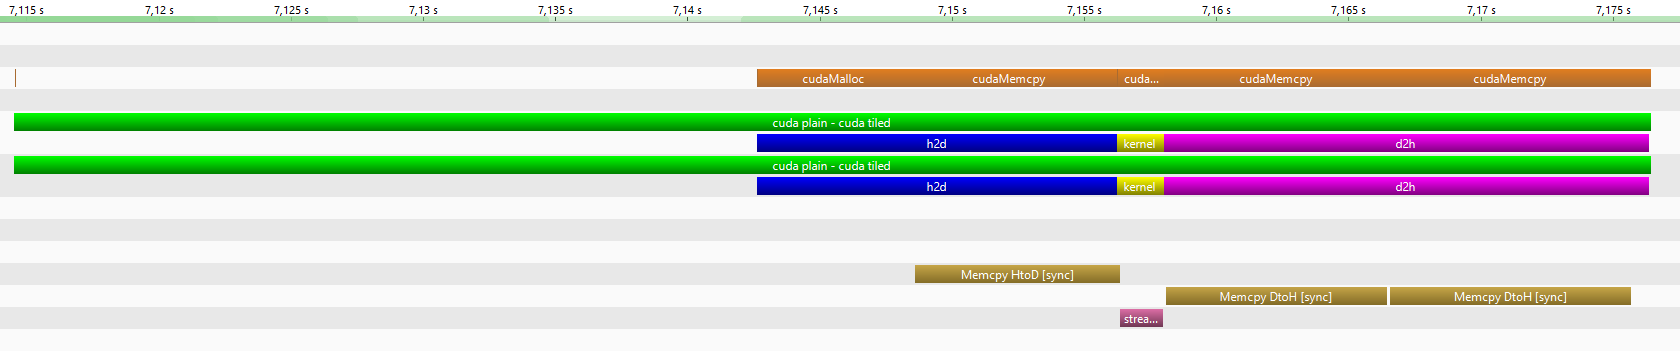 7,115 s 7,12 s 7,125 s 7,13 s 7,135 s 7,14 s 7,145 s 7,15 s 7,155 s 7,16 s 7,165 s 7,17 s 7,175 s
cudaMalloc cudaMemcpy cuda... cudaMemcpy cudaMemcpy
cuda plain - cuda tiled
h2d kernel d2h
cuda plain - cuda tiled
h2d kernel d2h
Memcpy HtoD [sync]
Memcpy DtoH [sync] Memcpy DtoH [sync]
strea...